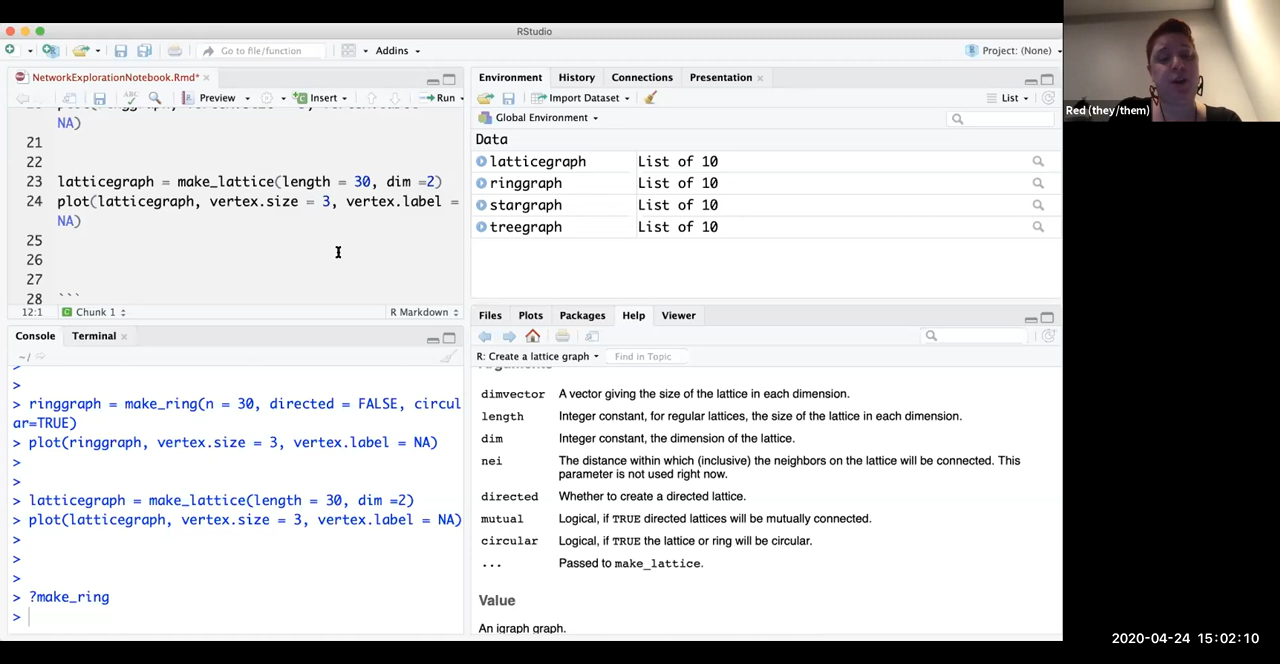 RStudio
Go to file/function
Addins
Project: (None)
NetworkExplorationNotebook.Rmd*
Preview
Insert
Run
NA)
21
22
23 latticegraph = make_lattice(length = 30, dim =2)
24 plot(latticegraph, vertex.size = 3, vertex.label =
NA)
25
26
27
28 ```
12:1 Chunk 1 R Markdown
Environment History Connections Presentation
Import Dataset List
Global Environment
Data
latticegraph List of 10
ringgraph List of 10
stargraph List of 10
treegraph List of 10
Console Terminal
~/
>
>
> ringgraph = make_ring(n = 30, directed = FALSE, circul
ar=TRUE)
> plot(ringgraph, vertex.size = 3, vertex.label = NA)
>
>
> latticegraph = make_lattice(length = 30, dim =2)
> plot(latticegraph, vertex.size = 3, vertex.label = NA)
>
>
>
> ?make_ring
>
Files Plots Packages Help Viewer
R: Create a lattice graph Find in Topic
Arguments
dimvector A vector giving the size of the lattice in each dimension.
length Integer constant, for regular lattices, the size of the lattice in each dimension.
dim Integer constant, the dimension of the lattice.
nei The distance within which (inclusive) the neighbors on the lattice will be connected. This
parameter is not used right now.
directed Whether to create a directed lattice.
mutual Logical, if TRUE directed lattices will be mutually connected.
circular Logical, if TRUE the lattice or ring will be circular.
... Passed to make_lattice.
Value
An igraph graph.
Red (they/them)
2020-04-24 15:02:10